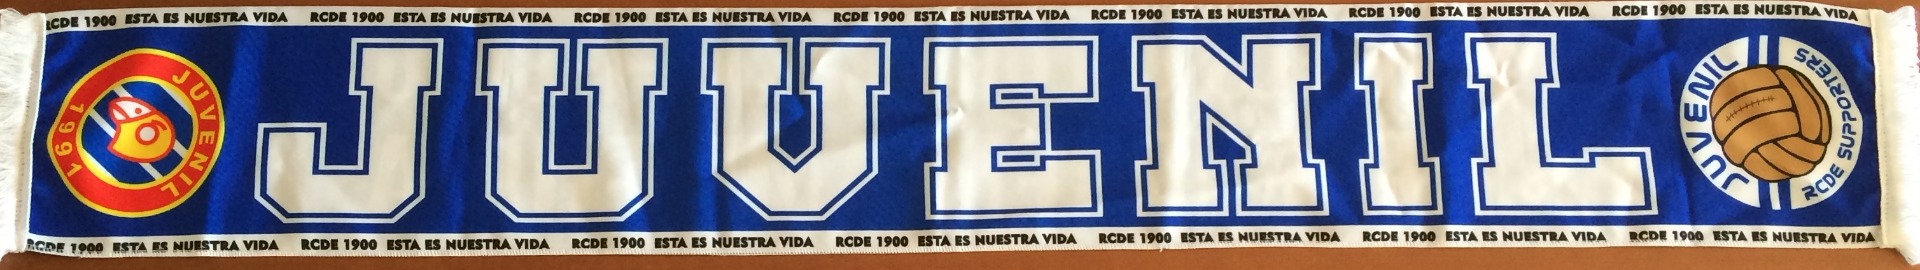 RCDE 1900 ESTA ES NUESTRA VIDA RCDE 1900 ESTA ES NUESTRA VIDA RCDE 1900 ESTA ES NUESTRA VIDA RCDE 1900 ESTA ES NUESTRA VIDA RCDE 1900 ESTA ES NUESTRA VIDA RCDE 1900 ESTA ES NUESTRA VIDA RCDE 1900 ESTA ES NUESTRA VIDA
JUVENIL
1991
JUVENIL
JUVENIL
RCDE SUPPORTERS
RCDE 1900 ESTA ES NUESTRA VIDA RCDE 1900 ESTA ES NUESTRA VIDA RCDE 1900 ESTA ES NUESTRA VIDA RCDE 1900 ESTA ES NUESTRA VIDA RCDE 1900 ESTA ES NUESTRA VIDA RCDE 1900 ESTA ES NUESTRA VIDA RCDE 1900 ESTA ES NUESTRA VIDA